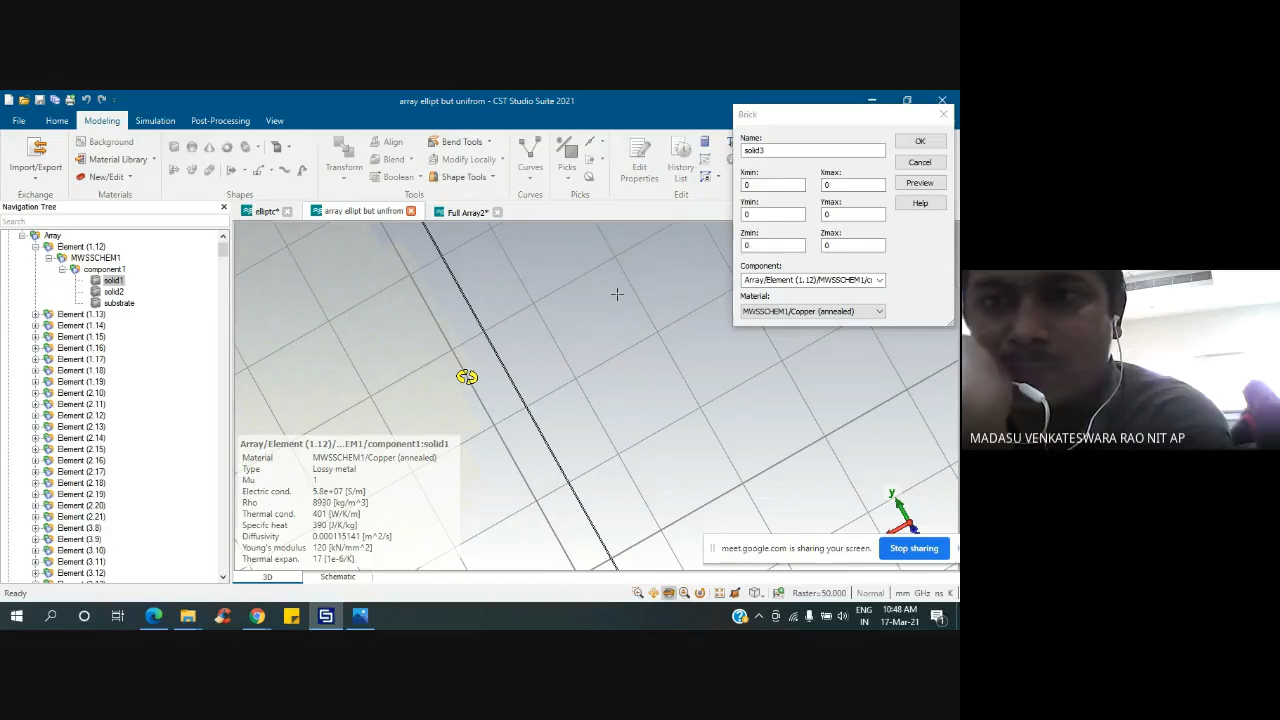 array ellipt but unifrom - CST Studio Suite 2021
File Home Modeling Simulation Post-Processing View
Import/Export
Exchange
Background
Material Library
New/Edit
Materials
Shapes
Transform
Align
Blend
Boolean
Bend Tools
Modify Locally
Shape Tools
Tools
Curves
Curves
Picks
Picks
Edit
Properties
History
List
Edit
Navigation Tree
Search
elliptc*
array ellipt but unifrom
Full Array2*
Array
Element (1.12)
MWSSCHEM1
component1
solid1
solid2
substrate
Element (1.13)
Element (1.14)
Element (1.15)
Element (1.16)
Element (1.17)
Element (1.18)
Element (1.19)
Element (2.10)
Element (2.11)
Element (2.12)
Element (2.13)
Element (2.14)
Element (2.15)
Element (2.16)
Element (2.17)
Element (2.18)
Element (2.19)
Element (2.20)
Element (2.21)
Element (3.8)
Element (3.9)
Element (3.10)
Element (3.11)
Element (3.12)
Array/Element (1.12)/...EM1/component1:solid1
Material MWSSCHEM1/Copper (annealed)
Type Lossy metal
Mu 1
Electric cond. 5.8e+07 [S/m]
Rho 8930 [kg/m^3]
Thermal cond. 401 [W/K/m]
Specifc heat 390 [J/K/kg]
Diffusivity 0.000115141 [m^2/s]
Young's modulus 120 [kN/mm^2]
Thermal expan. 17 [1e-6/K]
3D Schematic
Brick
Name:
solid3
OK
Cancel
Preview
Help
Xmin: Xmax:
0 0
Ymin: Ymax:
0 0
Zmin: Zmax:
0 0
Component:
Array/Element (1.12)/MWSSCHEM1/c
Material:
MWSSCHEM1/Copper (annealed)
y
meet.google.com is sharing your screen.
Stop sharing
Ready
Raster=50.000 Normal mm GHz ns K
ENG
IN
10:48 AM
17-Mar-21
1
MADASU VENKATESWARA RAO NIT AP